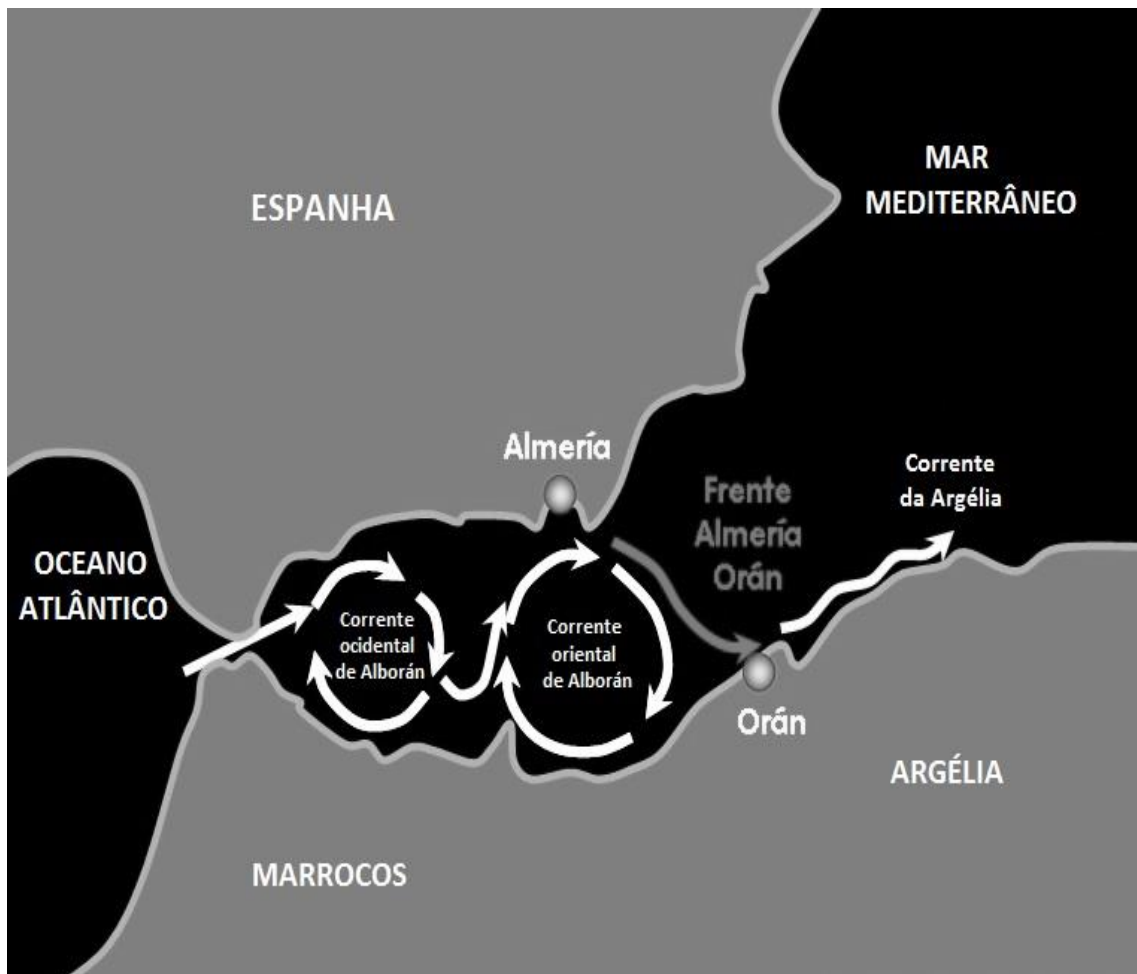 MAR
MEDITERRÂNEO
ESPANHA
Almería
Corrente
da Argélia
Frente
Almería
Orán
OCEANO
ATLÂNTICO
Corrente
ocidental
de Alborán
Corrente
oriental
de Alborán
Orán
ARGÉLIA
MARROCOS